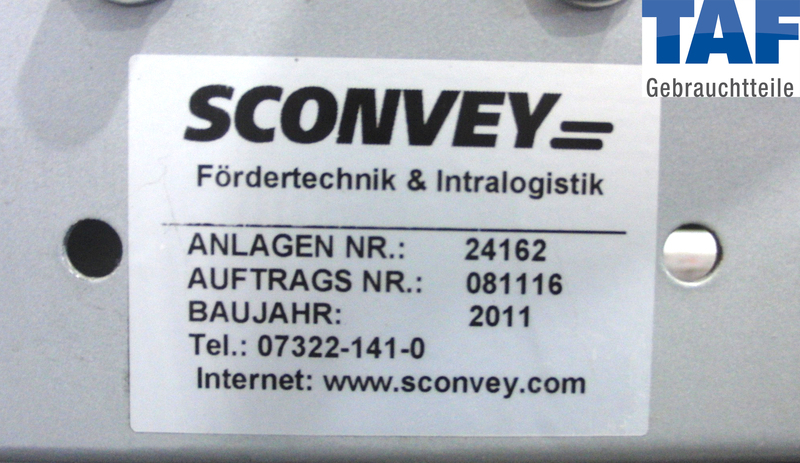 TAF
Gebrauchtteile
SCONVEY
Fördertechnik & Intralogistik
ANLAGEN NR.: 24162
AUFTRAGS NR.: 081116
BAUJAHR: 2011
Tel.: 07322-141-0
Internet: www.sconvey.com